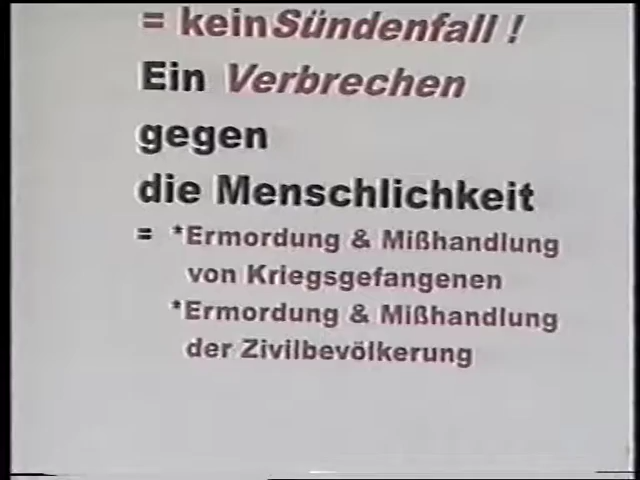 = kein Sündenfall !
Ein Verbrechen
gegen
die Menschlichkeit
= *Ermordung & Mißhandlung
von Kriegsgefangenen
*Ermordung & Mißhandlung
der Zivilbevölkerung